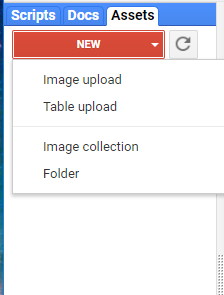 Scripts Docs Assets
NEW
Image upload
Table upload
Image collection
Folder